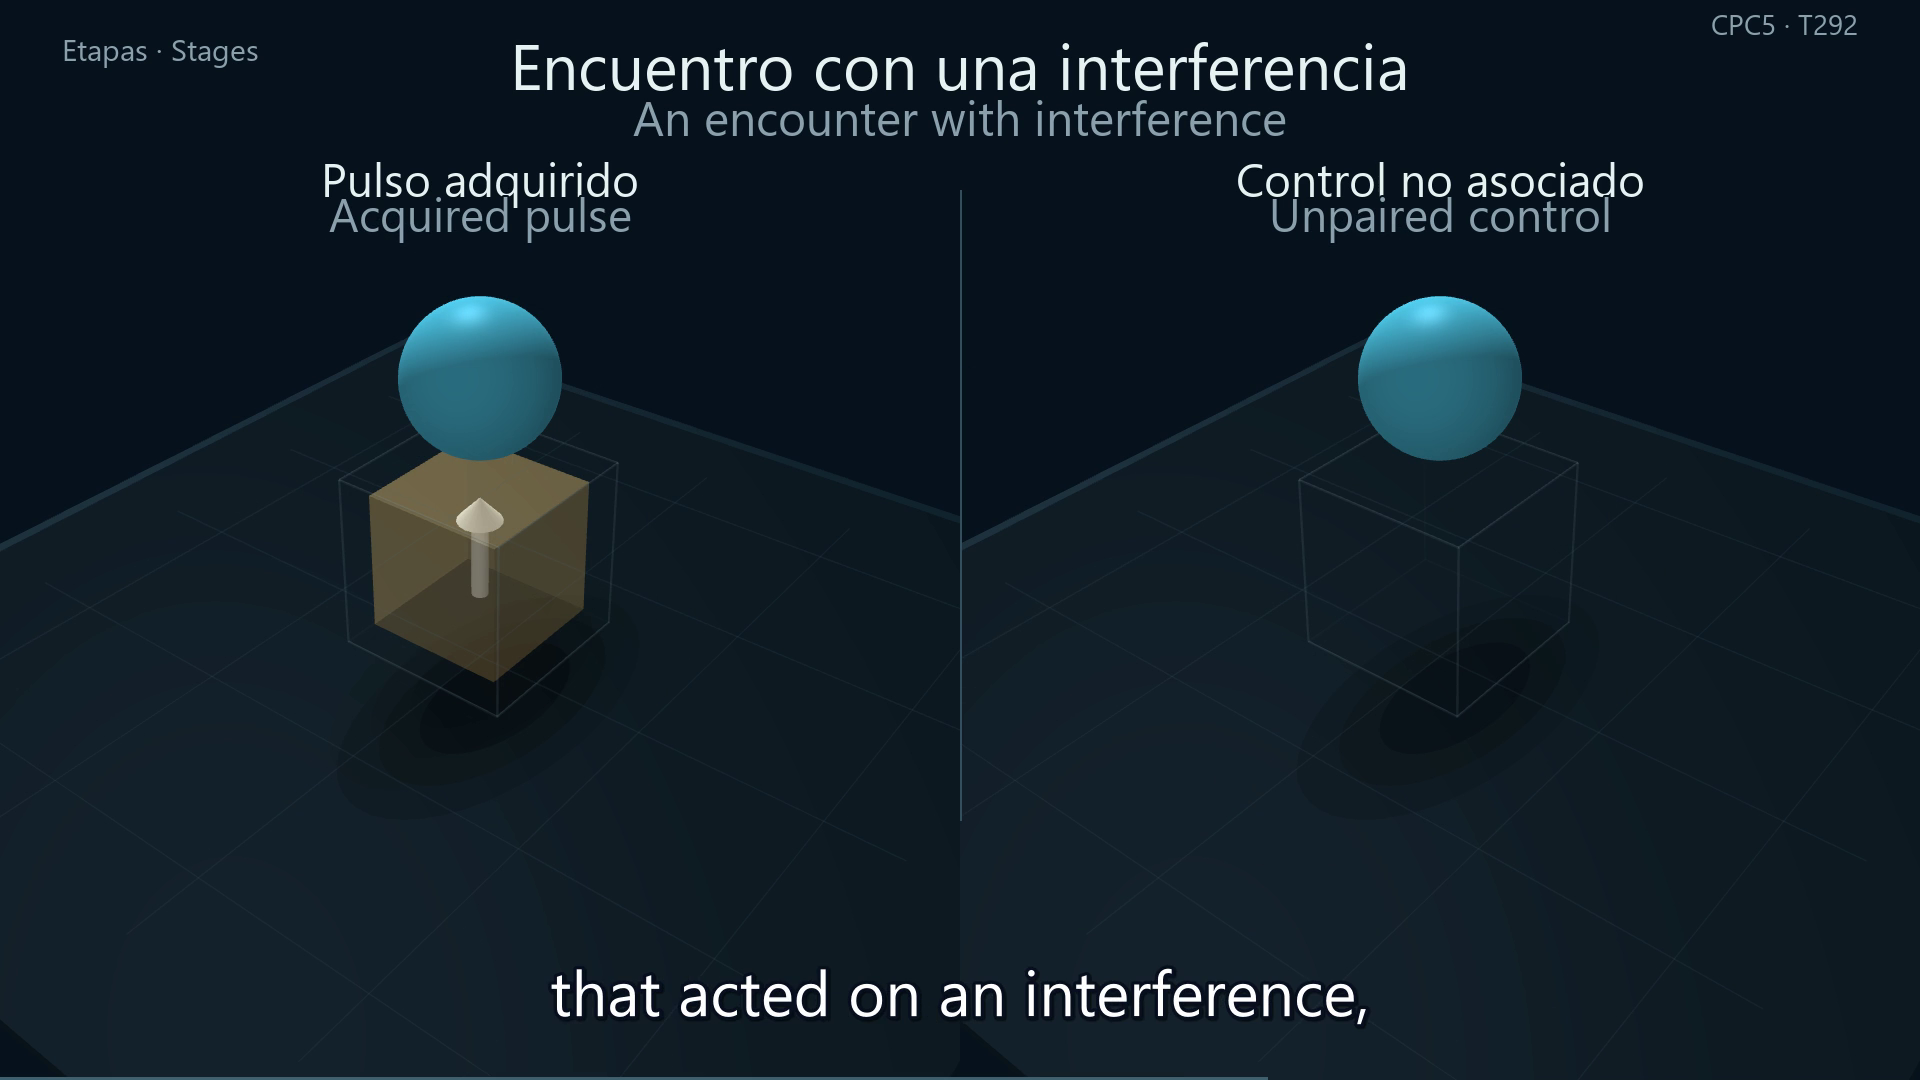 Etapas · Stages
CPC5 · T292
Encuentro con una interferencia
An encounter with interference
Pulso adquirido
Acquired pulse
Control no asociado
Unpaired control
that acted on an interference,